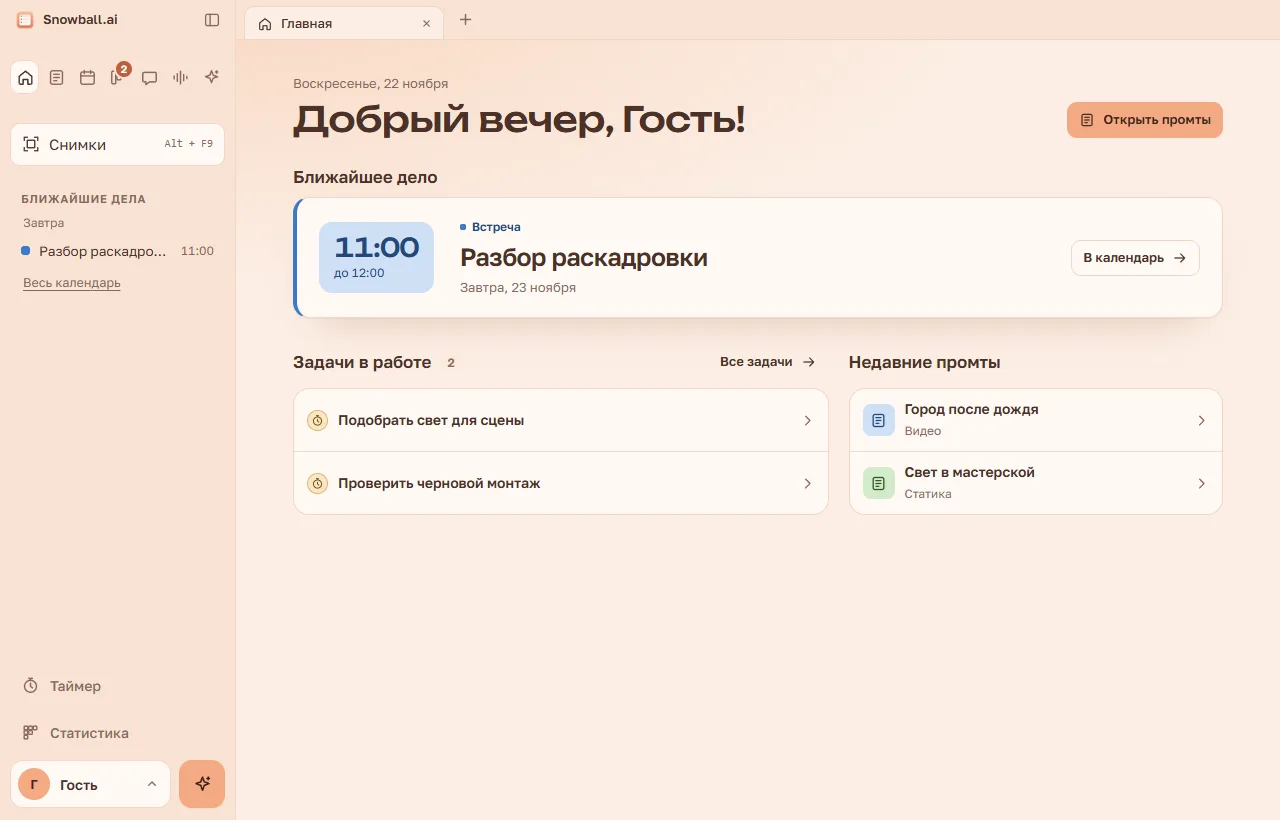 Snowball.ai
Главная
2
Снимки
Alt + F9
БЛИЖАЙШИЕ ДЕЛА
Завтра
Разбор раскадро... 11:00
Весь календарь
Таймер
Статистика
Г
Гость
Воскресенье, 22 ноября
Добрый вечер, Гость!
Открыть промты
Ближайшее дело
11:00
до 12:00
Встреча
Разбор раскадровки
Завтра, 23 ноября
В календарь
Задачи в работе 2
Все задачи
Подобрать свет для сцены
Проверить черновой монтаж
Недавние промты
Город после дождя
Видео
Свет в мастерской
Статика